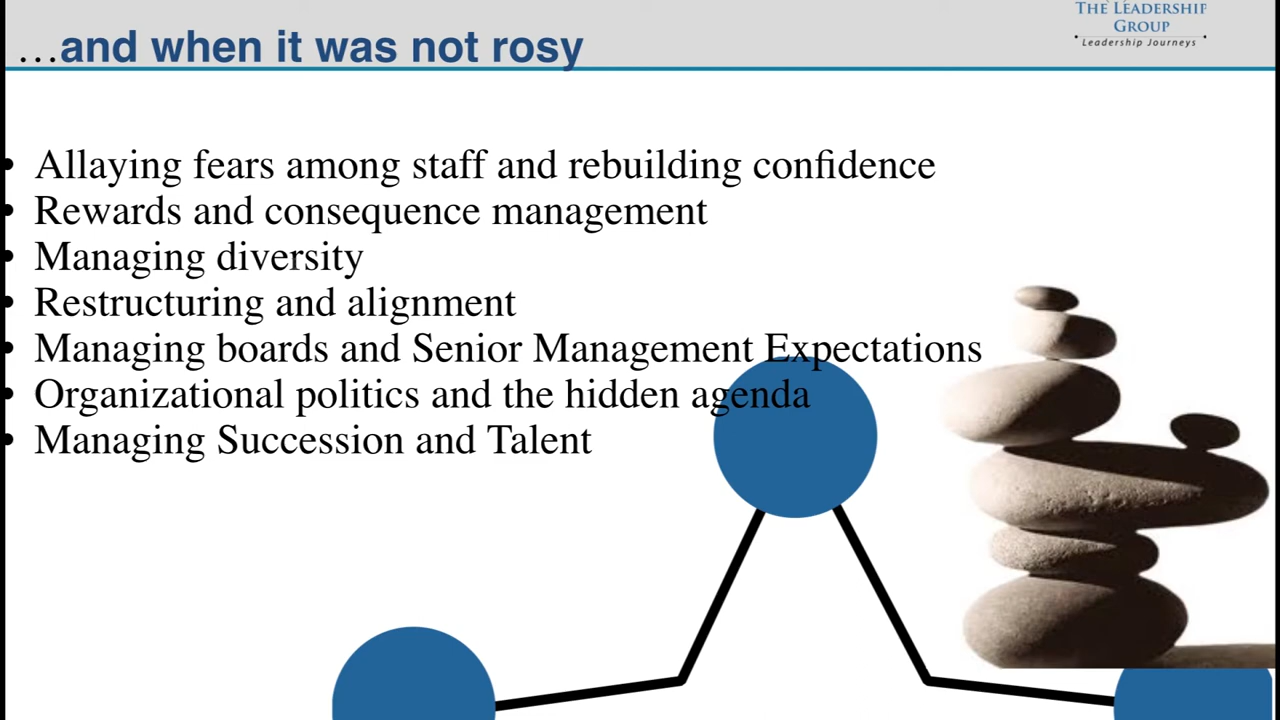 THE LEADERSHIP
GROUP
Leadership Journeys
...and when it was not rosy
• Allaying fears among staff and rebuilding confidence
• Rewards and consequence management
• Managing diversity
• Restructuring and alignment
• Managing boards and Senior Management Expectations
• Organizational politics and the hidden agenda
• Managing Succession and Talent